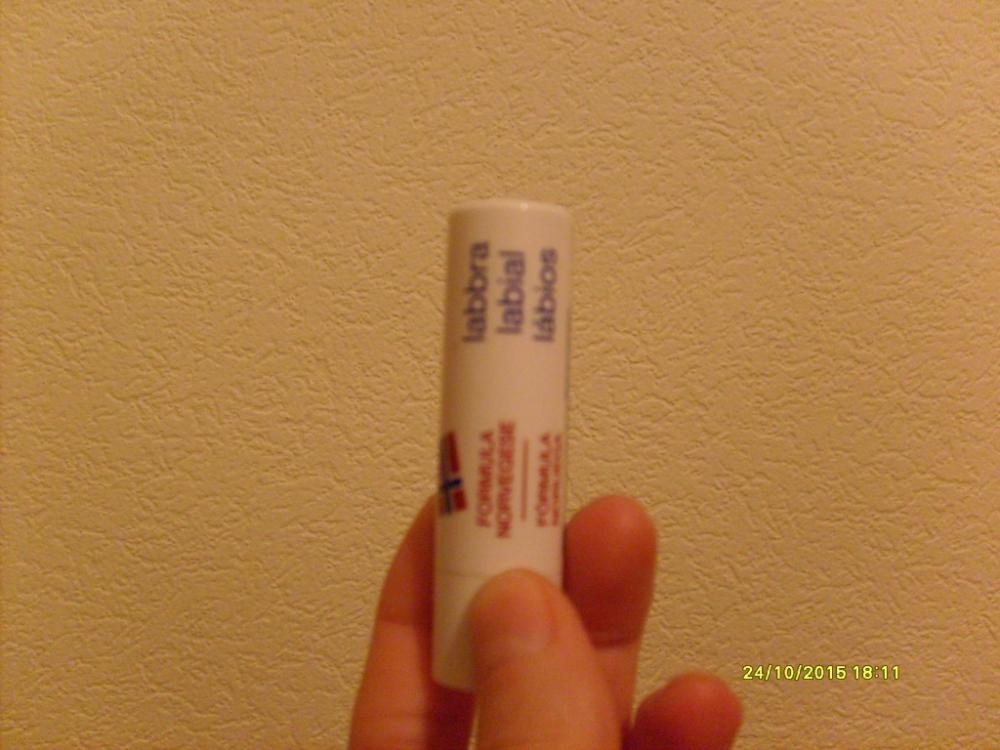 labbra
labial
lábios
FORMULA
NORVEGESE
FÓRMULA
24/10/2015 18:11